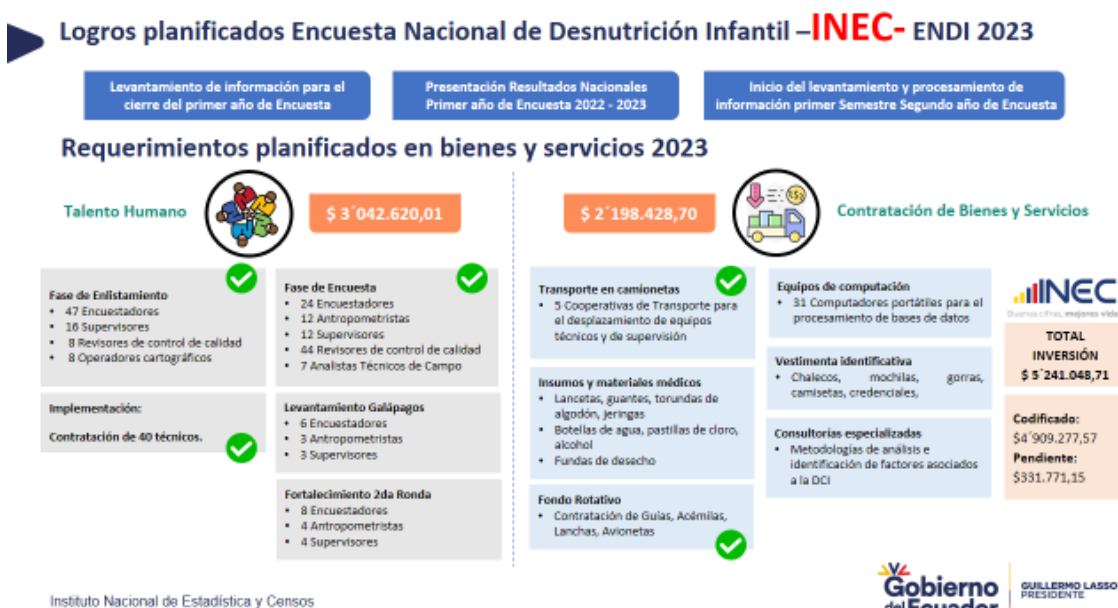 Logros planificados Encuesta Nacional de Desnutrición Infantil –INEC- ENDI 2023
Levantamiento de información para el
cierre del primer año de Encuesta
Presentación Resultados Nacionales
Primer año de Encuesta 2022 - 2023
Inicio del levantamiento y procesamiento de
información primer Semestre Segundo año de Encuesta
Requerimientos planificados en bienes y servicios 2023
Talento Humano
$ 3´042.620,01
$ 2´198.428,70
Contratación de Bienes y Servicios
Fase de Enlistamiento
• 47 Encuestadores
• 16 Supervisores
• 8 Revisores de control de calidad
• 8 Operadores cartográficos
Implementación:
Contratación de 40 técnicos.
Fase de Encuesta
• 24 Encuestadores
• 12 Antropometristas
• 12 Supervisores
• 44 Revisores de control de calidad
• 7 Analistas Técnicos de Campo
Levantamiento Galápagos
• 6 Encuestadores
• 3 Antropometristas
• 3 Supervisores
Fortalecimiento 2da Ronda
• 8 Encuestadores
• 4 Antropometristas
• 4 Supervisores
Transporte en camionetas
• 5 Cooperativas de Transporte para
el desplazamiento de equipos
técnicos y de supervisión
Insumos y materiales médicos
• Lancetas, guantes, torundas de
algodón, jeringas
• Botellas de agua, pastillas de cloro,
alcohol
• Fundas de desecho
Fondo Rotativo
• Contratación de Guías, Acémilas,
Lanchas, Avionetas
Equipos de computación
• 31 Computadores portátiles para el
procesamiento de bases de datos
Vestimenta identificativa
• Chalecos, mochilas, gorras,
camisetas, credenciales,
Consultorías especializadas
• Metodologías de análisis e
identificación de factores asociados
a la DCI
INEC
Buenas cifras, mejores vidas
TOTAL
INVERSIÓN
$ 5´241.048,71
Codificado:
$4´909.277,57
Pendiente:
$331.771,15
Instituto Nacional de Estadística y Censos
Gobierno
del Ecuador
GUILLERMO LASSO
PRESIDENTE